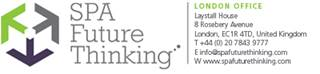 SPA
Future
Thinking
LONDON OFFICE
Laystall House
8 Rosebery Avenue
London, EC1R 4TD, United Kingdom
T +44 (0) 20 7843 9777
E info@spafuturethinking.com
W www.spafuturethinking.com